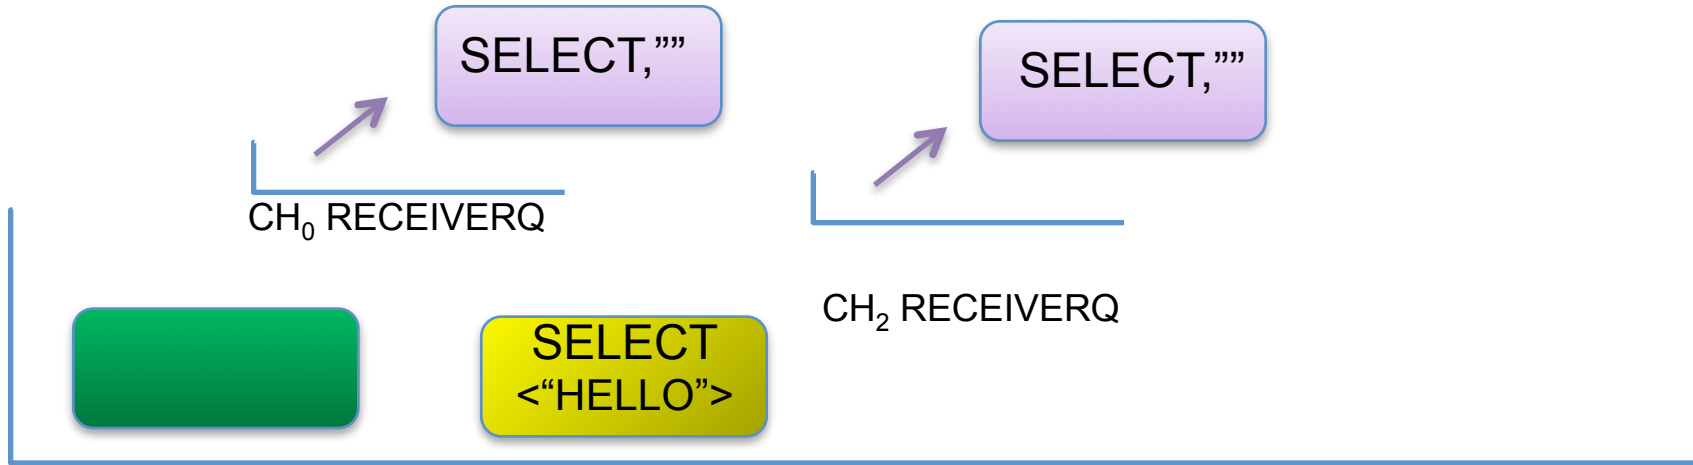 SELECT,””
SELECT,””
CH₀ RECEIVERQ
CH₂ RECEIVERQ
SELECT
<“HELLO”>